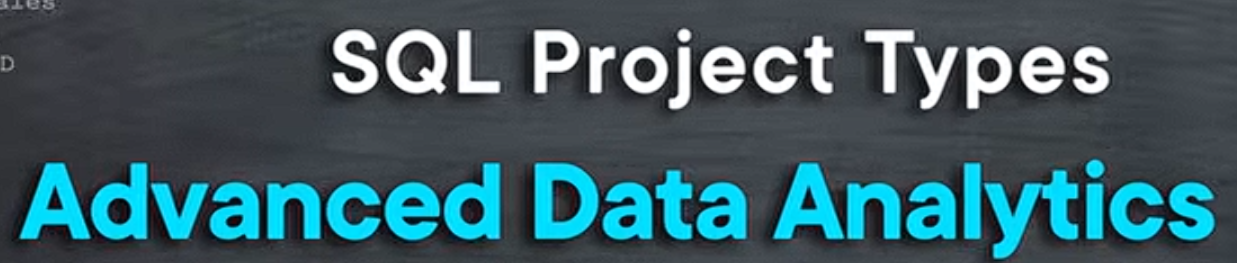 SQL Project Types
D
Advanced Data Analytics